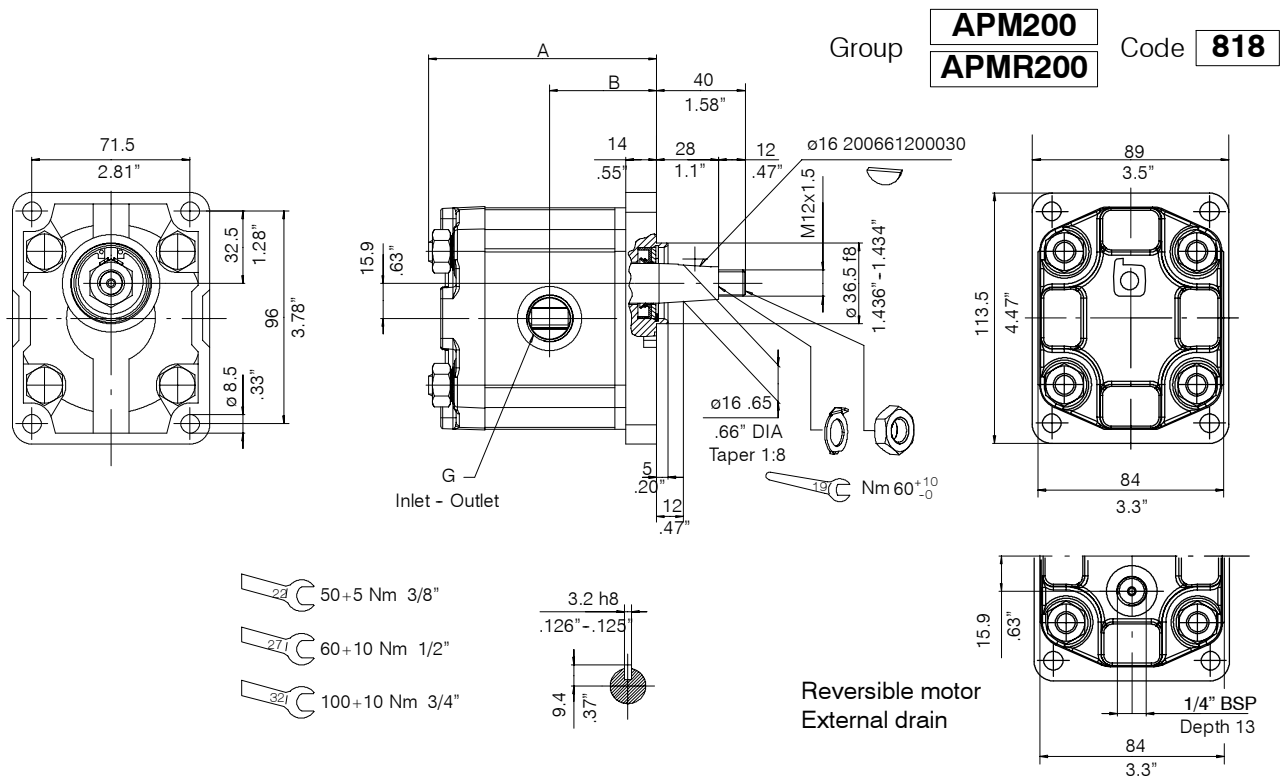 Group
APM200
APMR200
Code 818
71.5
2.81”
32.5
1.28”
96
3.78”
ø 8.5
.33”
A
B
40
1.58”
14
.55”
28
1.1”
12
.47”
ø16 200661200030
M12x1.5
15.9
.63”
ø 36.5 f8
1.436”-1.434”
G
Inlet - Outlet
ø16 .65
.66” DIA
Taper 1:8
5
.20”
12
.47”
19
Nm 60 +10 -0
89
3.5”
113.5
4.47”
84
3.3”
22 50+5 Nm 3/8”
27 60+10 Nm 1/2”
32 100+10 Nm 3/4”
3.2 h8
.126”-.125”
9.4
.37”
Reversible motor
External drain
15.9
.63”
1/4” BSP
Depth 13
84
3.3”